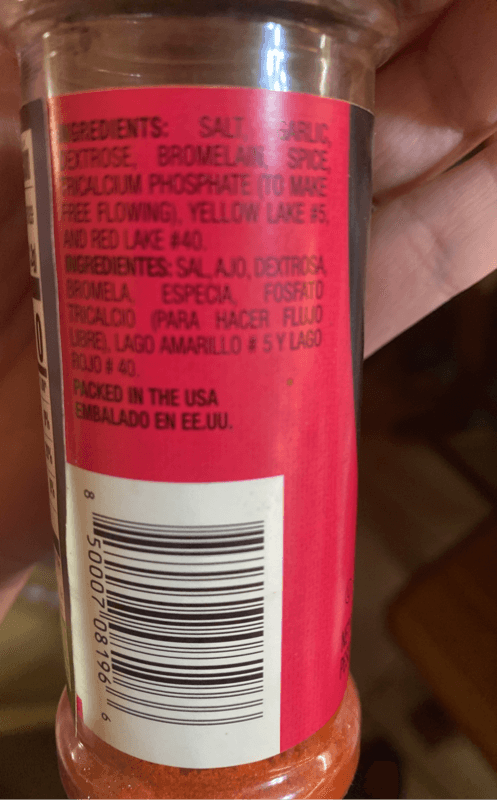 INGREDIENTS: SALT, GARLIC,
DEXTROSE, BROMELAIN, SPICE,
TRICALCIUM PHOSPHATE (TO MAKE
FREE FLOWING), YELLOW LAKE #5,
AND RED LAKE #40.
INGREDIENTES: SAL, AJO, DEXTROSA,
BROMELA, ESPECIA, FOSFATO
TRICALCIO (PARA HACER FLUJO
LIBRE), LAGO AMARILLO # 5 Y LAGO
ROJO # 40.
PACKED IN THE USA
EMBALADO EN EE.UU.
8 50007 08196 6